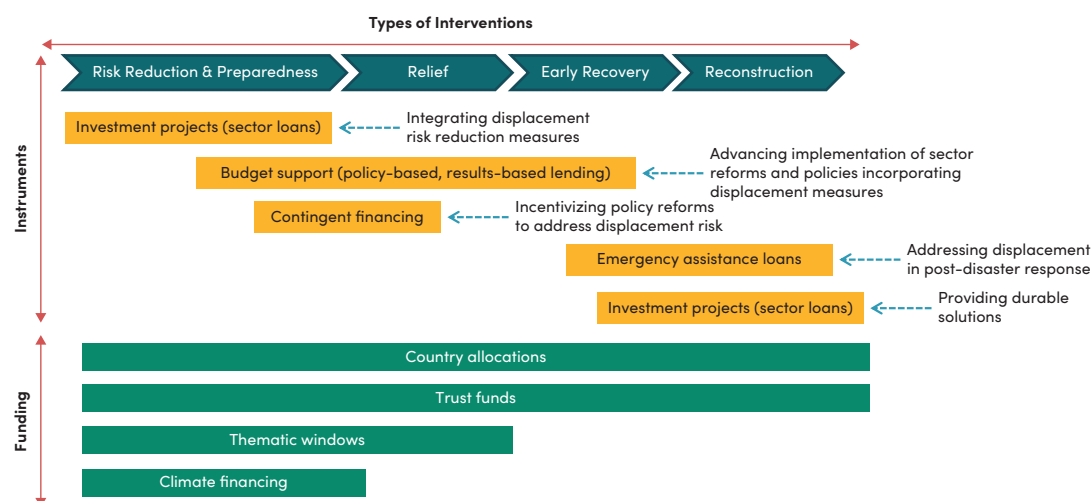 Types of Interventions
Risk Reduction & Preparedness
Relief
Early Recovery
Reconstruction
Instruments
Investment projects (sector loans)
Integrating displacement
risk reduction measures
Budget support (policy-based, results-based lending)
Advancing implementation of sector
reforms and policies incorporating
displacement measures
Contingent financing
Incentivizing policy reforms
to address displacement risk
Emergency assistance loans
Addressing displacement
in post-disaster response
Investment projects (sector loans)
Providing durable
solutions
Funding
Country allocations
Trust funds
Thematic windows
Climate financing